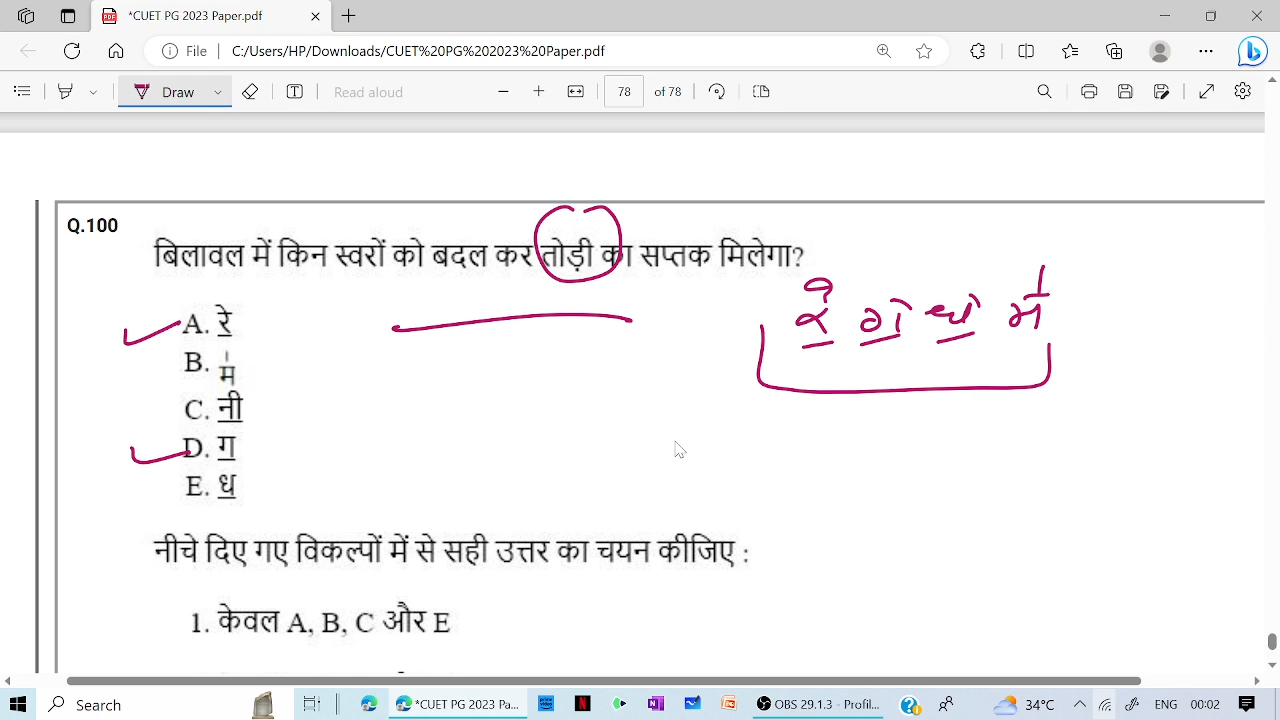 *CUET PG 2023 Paper.pdf
File C:/Users/HP/Downloads/CUET%20PG%202023%20Paper.pdf
Draw Read aloud 78 of 78
Q.100
बिलावल में किन स्वरों को बदल कर तोड़ी का सप्तक मिलेगा?
A. रे
B. म
C. नी
D. ग
E. ध
नीचे दिए गए विकल्पों में से सही उत्तर का चयन कीजिए :
1. केवल A, B, C और E
Search *CUET PG 2023 Pa... OBS 29.1.3 - Profil... 34°C ENG 00:02